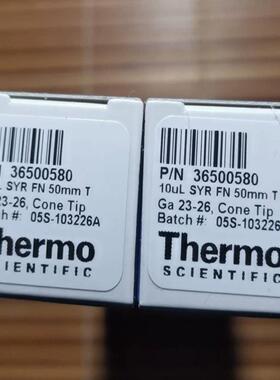 36500580
SYR FN 50mm T
23-26, Cone Tip
Batch #: 05S-103226A
Thermo
SCIENTIFIC
P/N 36500580
10uL SYR FN 50mm T
Ga 23-26, Cone Tip
Batch #: 05S-103226
Thermo
SCIENTIFIC